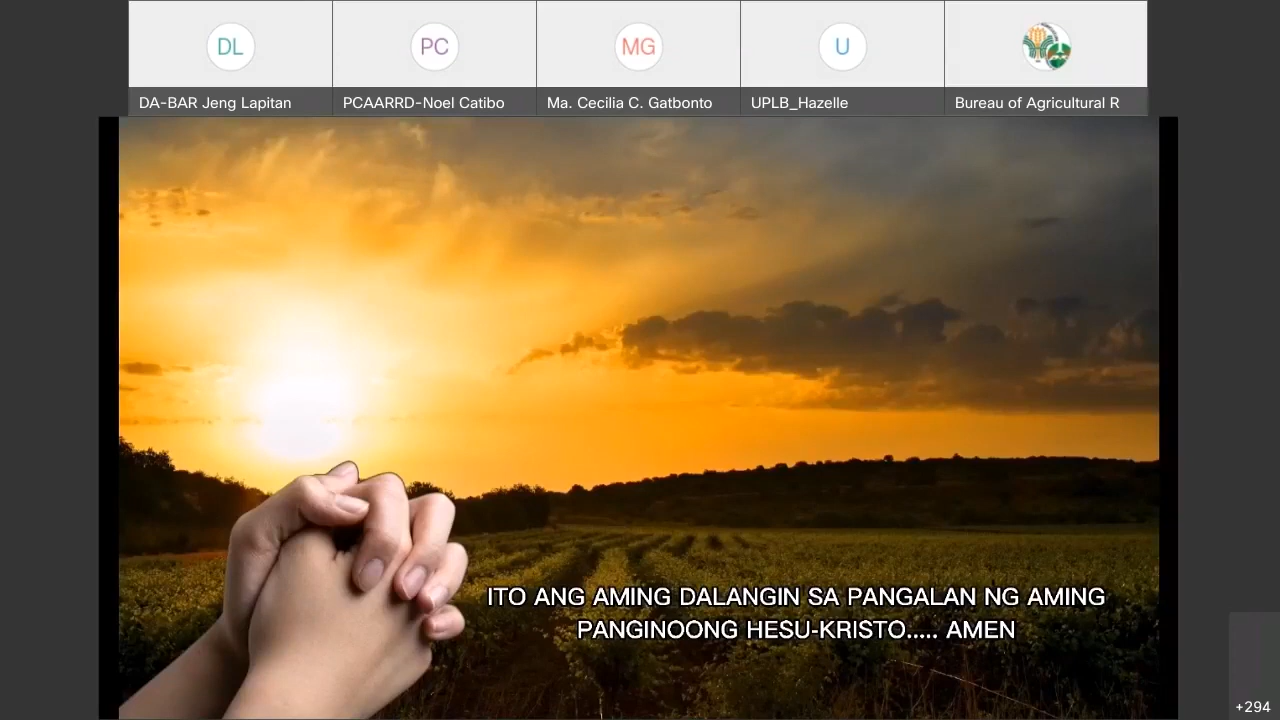 DL
PC
MG
U
DA-BAR Jeng Lapitan
PCAARRD-Noel Catibo
Ma. Cecilia C. Gatbonto
UPLB_Hazelle
Bureau of Agricultural R
ITO ANG AMING DALANGIN SA PANGALAN NG AMING
PANGINOONG HESU-KRISTO..... AMEN
+294